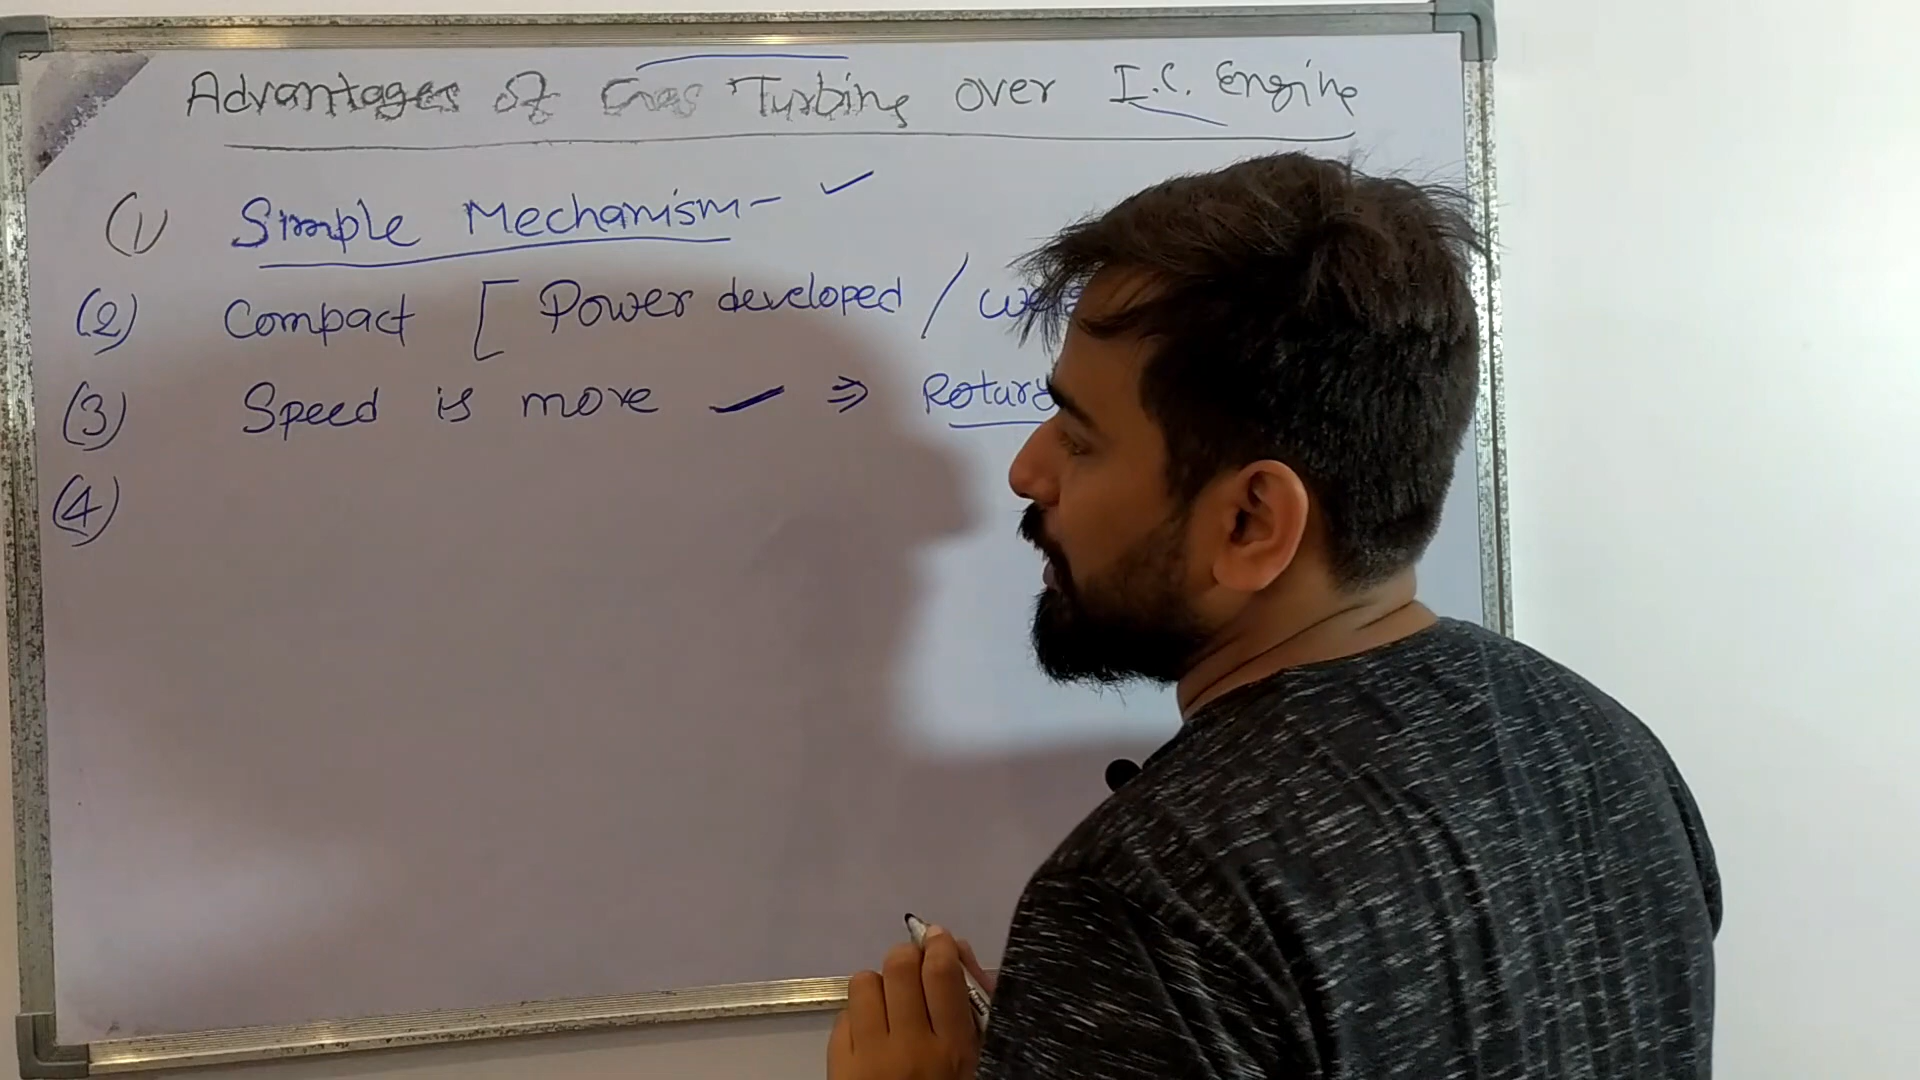 Advantages of Gas Turbine over I.C. Engine
(1) Simple Mechanism-
(2) Compact [ Power developed /
(3) Speed is more ⇒ Rotary
(4)